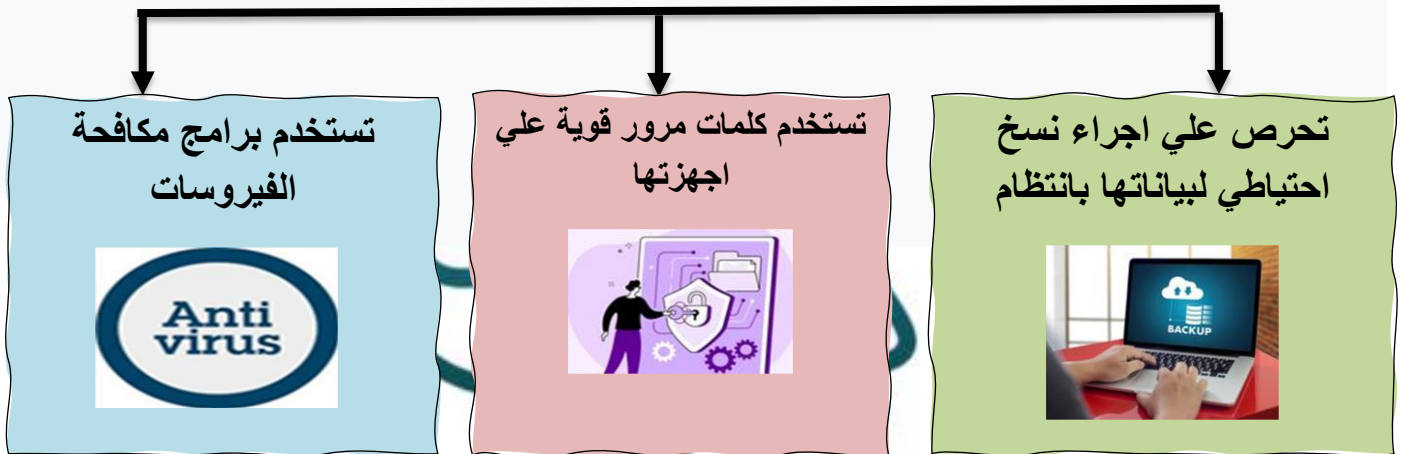 تحرص علي اجراء نسخ
احتياطي لبياناتها بانتظام
BACKUP
تستخدم كلمات مرور قوية علي
اجهزتها
تستخدم برامج مكافحة
الفيروسات
Anti
virus